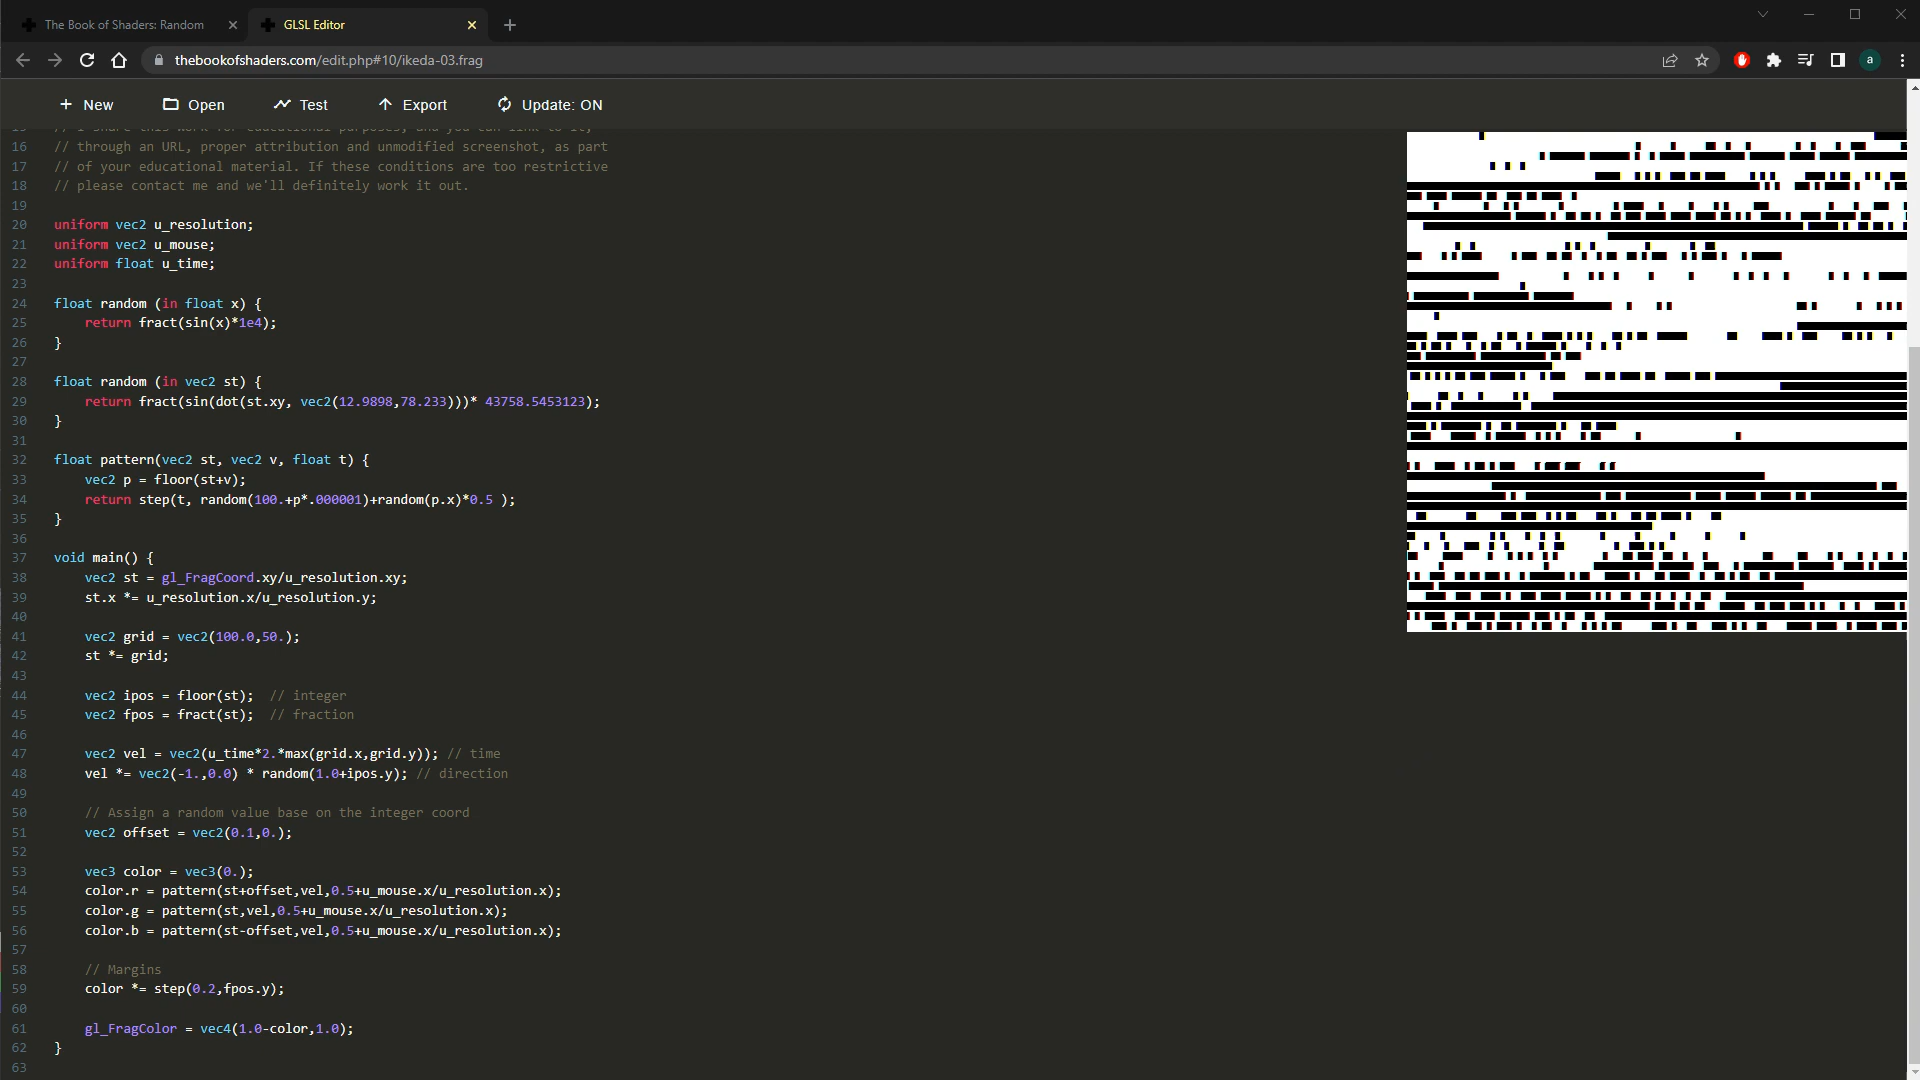 The Book of Shaders: Random
GLSL Editor
thebookofshaders.com/edit.php#10/ikeda-03.frag
a
New Open Test Export Update: ON
15 // I share this work for educational purposes, and you can link to it,
16 // through an URL, proper attribution and unmodified screenshot, as part
17 // of your educational material. If these conditions are too restrictive
18 // please contact me and we'll definitely work it out.
19
20 uniform vec2 u_resolution;
21 uniform vec2 u_mouse;
22 uniform float u_time;
23
24 float random (in float x) {
25     return fract(sin(x)*1e4);
26 }
27
28 float random (in vec2 st) {
29     return fract(sin(dot(st.xy, vec2(12.9898,78.233)))* 43758.5453123);
30 }
31
32 float pattern(vec2 st, vec2 v, float t) {
33     vec2 p = floor(st+v);
34     return step(t, random(100.+p*.000001)+random(p.x)*0.5 );
35 }
36
37 void main() {
38     vec2 st = gl_FragCoord.xy/u_resolution.xy;
39     st.x *= u_resolution.x/u_resolution.y;
40
41     vec2 grid = vec2(100.0,50.);
42     st *= grid;
43
44     vec2 ipos = floor(st);  // integer
45     vec2 fpos = fract(st);  // fraction
46
47     vec2 vel = vec2(u_time*2.*max(grid.x,grid.y)); // time
48     vel *= vec2(-1.,0.0) * random(1.0+ipos.y); // direction
49
50     // Assign a random value base on the integer coord
51     vec2 offset = vec2(0.1,0.);
52
53     vec3 color = vec3(0.);
54     color.r = pattern(st+offset,vel,0.5+u_mouse.x/u_resolution.x);
55     color.g = pattern(st,vel,0.5+u_mouse.x/u_resolution.x);
56     color.b = pattern(st-offset,vel,0.5+u_mouse.x/u_resolution.x);
57
58     // Margins
59     color *= step(0.2,fpos.y);
60
61     gl_FragColor = vec4(1.0-color,1.0);
62 }
63